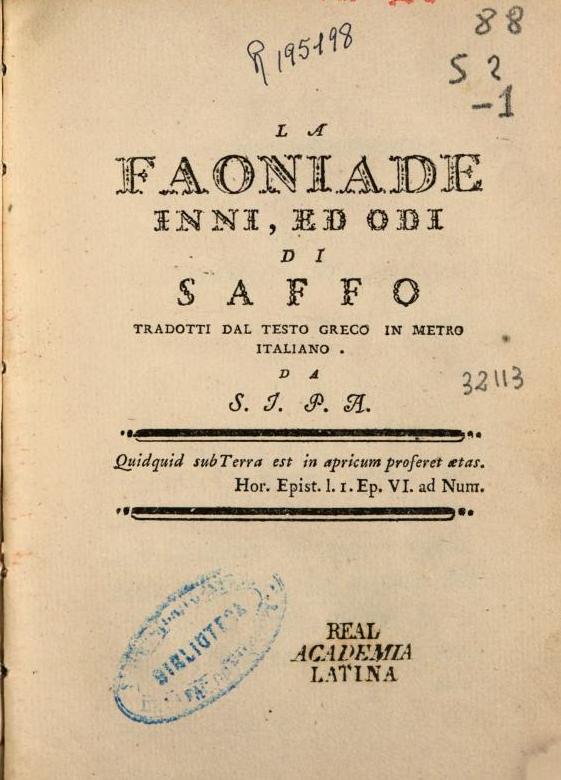 R 195198
88
5 2
-1
LA
FAONIADE
INNI, ED ODI
DI
SAFFO
TRADOTTI DAL TESTO GRECO IN METRO
ITALIANO .
DA
S. I. P. A.
32113
Quidquid sub Terra est in apricum proferet ætas.
Hor. Epist. l. 1. Ep. VI. ad Num.
BIBLIOTECA
REAL
ACADEMIA
LATINA